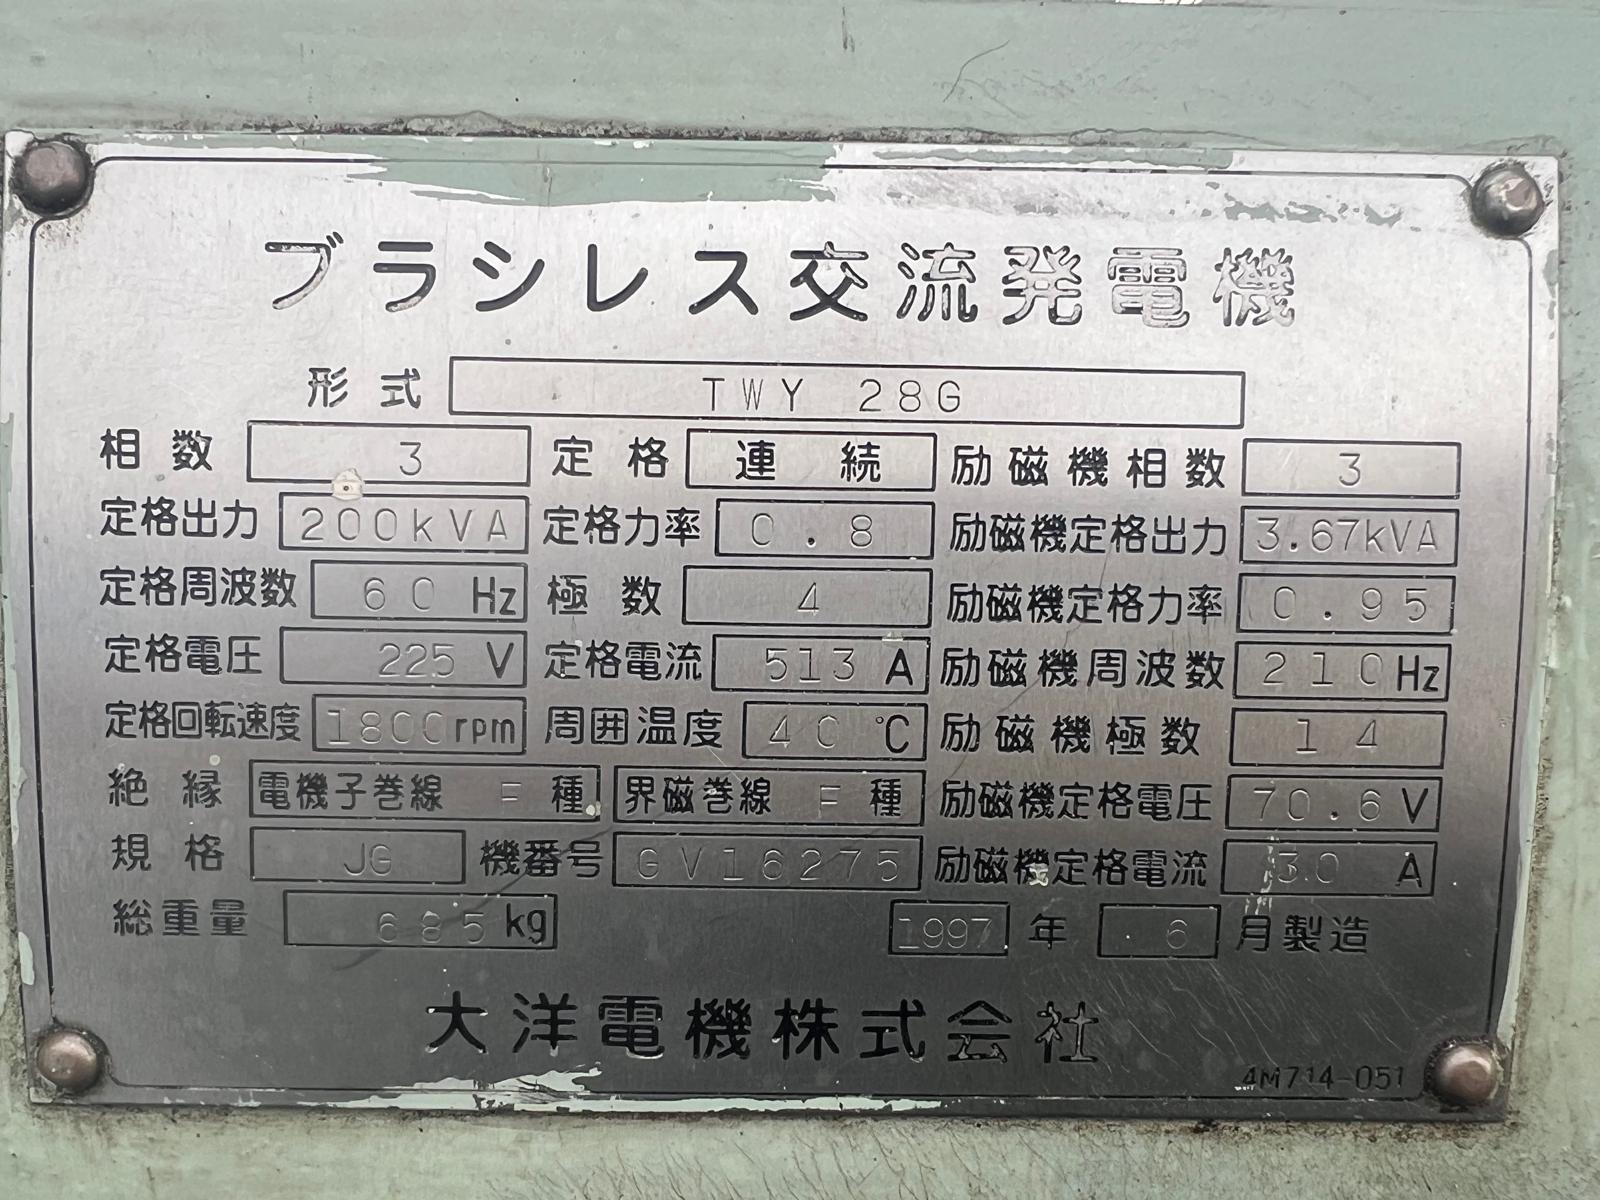 ブラシレス交流発電機
形式 TWY 28G
相数 3 定格 連続 励磁機相数 3
定格出力 200kVA 定格力率 0.8 励磁機定格出力 3.67kVA
定格周波数 60 Hz 極数 4 励磁機定格力率 0.95
定格電圧 225 V 定格電流 513 A 励磁機周波数 210 Hz
定格回転速度 1800rpm 周囲温度 40 ℃ 励磁機極数 14
絶縁 電機子巻線 F 種 界磁巻線 F 種 励磁機定格電圧 70.6 V
規格 JG 機番号 GV16275 励磁機定格電流 30 A
総重量 685 kg 1997 年 6 月製造
大洋電機株式会社
4M714-051